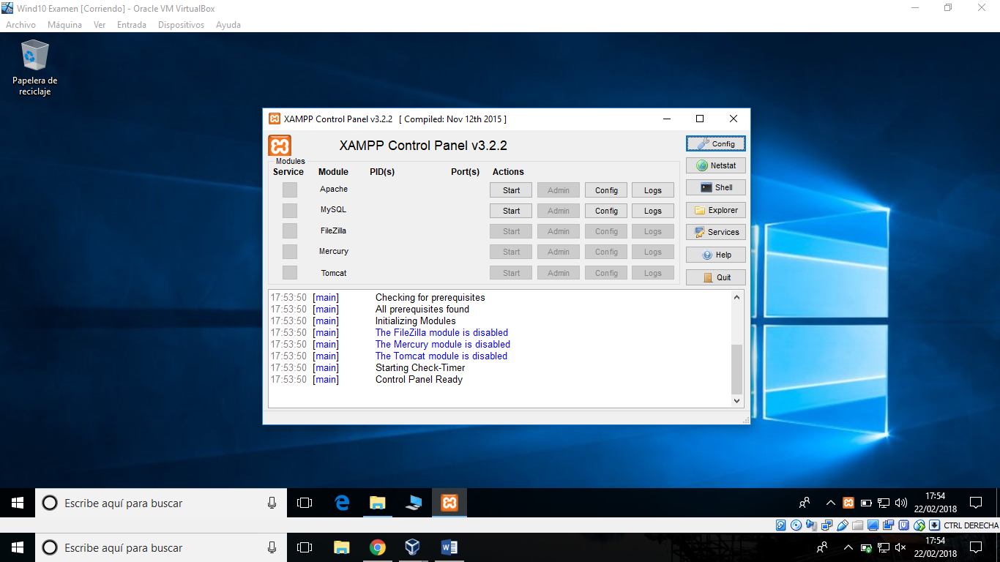 Wind10 Examen [Corriendo] - Oracle VM VirtualBox
Archivo Máquina Ver Entrada Dispositivos Ayuda
Papelera de
reciclaje
XAMPP Control Panel v3.2.2 [ Compiled: Nov 12th 2015 ]
XAMPP Control Panel v3.2.2
Config
Modules
Service Module PID(s) Port(s) Actions
Netstat
Apache Start Admin Config Logs
Shell
MySQL Start Admin Config Logs
Explorer
FileZilla Start Admin Config Logs
Services
Mercury Start Admin Config Logs
Help
Tomcat Start Admin Config Logs
Quit
17:53:50 [main] Checking for prerequisites
17:53:50 [main] All prerequisites found
17:53:50 [main] Initializing Modules
17:53:50 [main] The FileZilla module is disabled
17:53:50 [main] The Mercury module is disabled
17:53:50 [main] The Tomcat module is disabled
17:53:50 [main] Starting Check-Timer
17:53:50 [main] Control Panel Ready
Escribe aquí para buscar
17:54
22/02/2018
CTRL DERECHA
Escribe aquí para buscar
17:54
22/02/2018